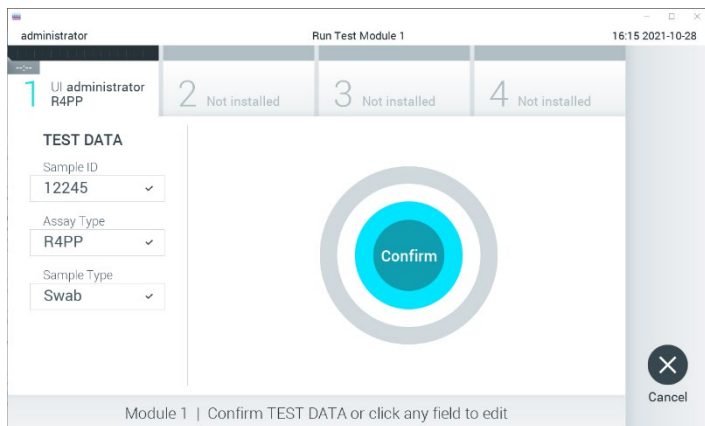 administrator
Run Test Module 1
16:15 2021-10-28
--:--
1 UI administrator
R4PP
2 Not installed
3 Not installed
4 Not installed
TEST DATA
Sample ID
12245
Assay Type
R4PP
Sample Type
Swab
Confirm
Cancel
Module 1 | Confirm TEST DATA or click any field to edit